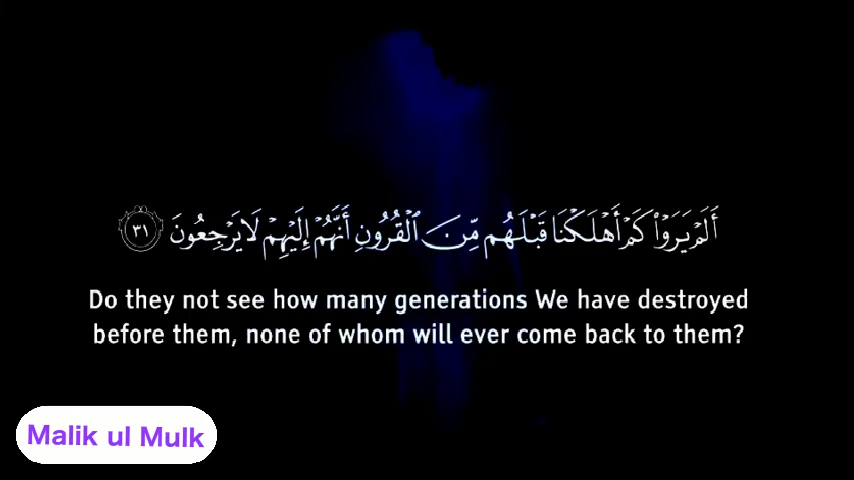 أَلَمْ يَرَوْا۟ كَمْ أَهْلَكْنَا قَبْلَهُم مِّنَ ٱلْقُرُونِ أَنَّهُمْ إِلَيْهِمْ لَا يَرْجِعُونَ ٣١
Do they not see how many generations We have destroyed
before them, none of whom will ever come back to them?
Malik ul Mulk